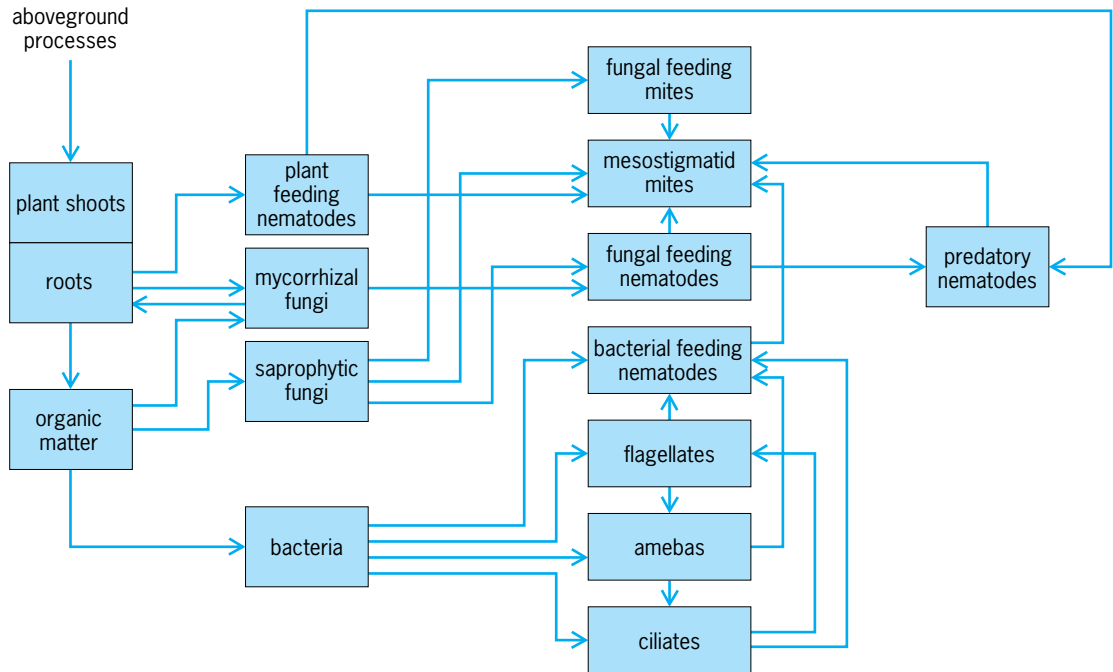 aboveground
processes
plant shoots
roots
organic
matter
plant
feeding
nematodes
mycorrhizal
fungi
saprophytic
fungi
bacteria
fungal feeding
mites
mesostigmatid
mites
fungal feeding
nematodes
bacterial feeding
nematodes
flagellates
amebas
ciliates
predatory
nematodes